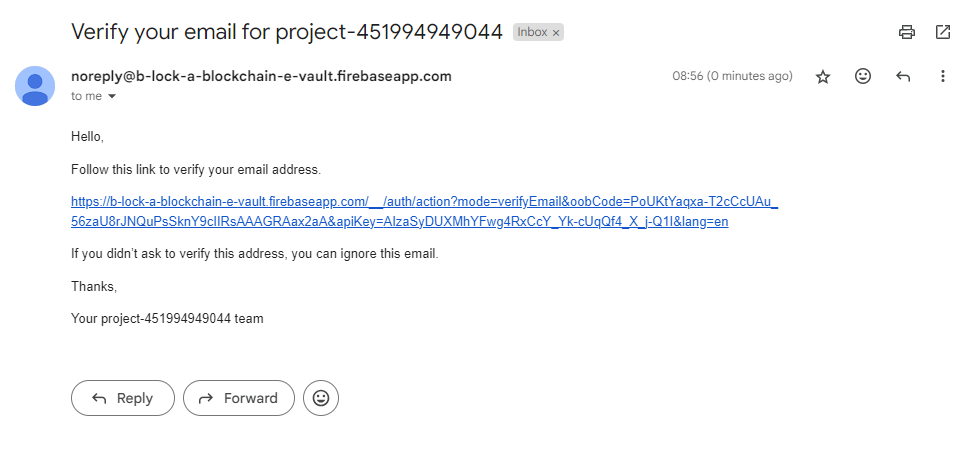 Verify your email for project-451994949044 Inbox ×
noreply@b-lock-a-blockchain-e-vault.firebaseapp.com 08:56 (0 minutes ago)
to me
Hello,
Follow this link to verify your email address.
https://b-lock-a-blockchain-e-vault.firebaseapp.com/__/auth/action?mode=verifyEmail&oobCode=PoUKtYaqxa-T2cCcUAu_
56zaU8rJNQuPsSknY9clIRsAAAGRAax2aA&apiKey=AIzaSyDUXMhYFwg4RxCcY_Yk-cUqQf4_X_j-Q1I&lang=en
If you didn't ask to verify this address, you can ignore this email.
Thanks,
Your project-451994949044 team
Reply Forward